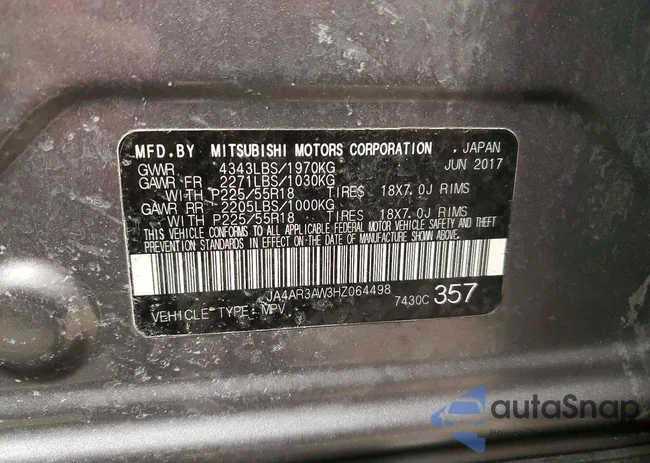 MFD.BY MITSUBISHI MOTORS CORPORATION , JAPAN
GVWR 4343LBS/1970KG JUN 2017
GAWR FR 2271LBS/1030KG
WITH P225/55R18 TIRES 18X7.0J RIMS
GAWR RR 2205LBS/1000KG
WITH P225/55R18 TIRES 18X7.0J RIMS
THIS VEHICLE CONFORMS TO ALL APPLICABLE FEDERAL MOTOR VEHICLE SAFETY AND THEFT
PREVENTION STANDARDS IN EFFECT ON THE DATE OF MANUFACTURE SHOWN ABOVE.
JA4AR3AW3HZ064498
VEHICLE TYPE: MPV 7430C 357
autoSnap